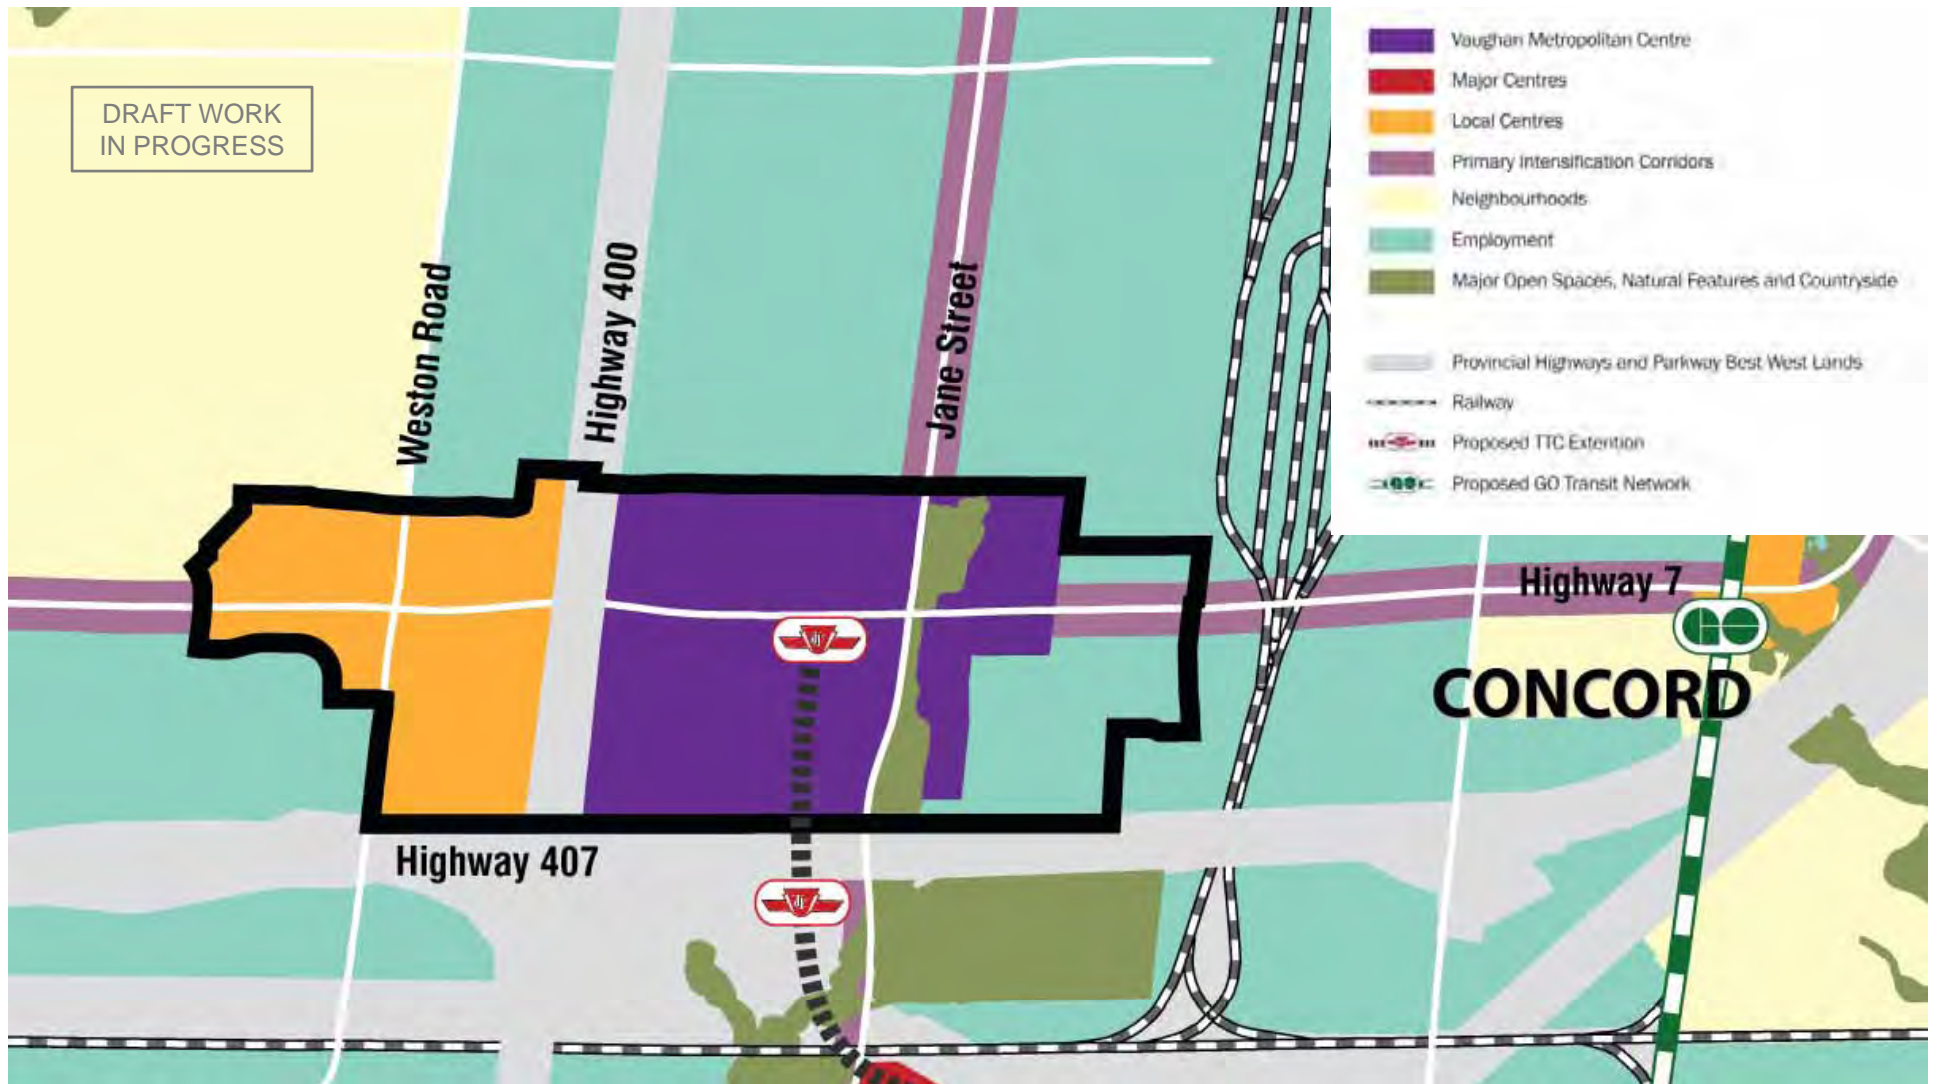 DRAFT WORK
IN PROGRESS
Vaughan Metropolitan Centre
Major Centres
Local Centres
Primary Intensification Corridors
Neighbourhoods
Employment
Major Open Spaces, Natural Features and Countryside
Provincial Highways and Parkway Best West Lands
Railway
Proposed TTC Extention
Proposed GO Transit Network
Weston Road
Highway 400
Jane Street
Highway 7
GO
CONCORD
Highway 407